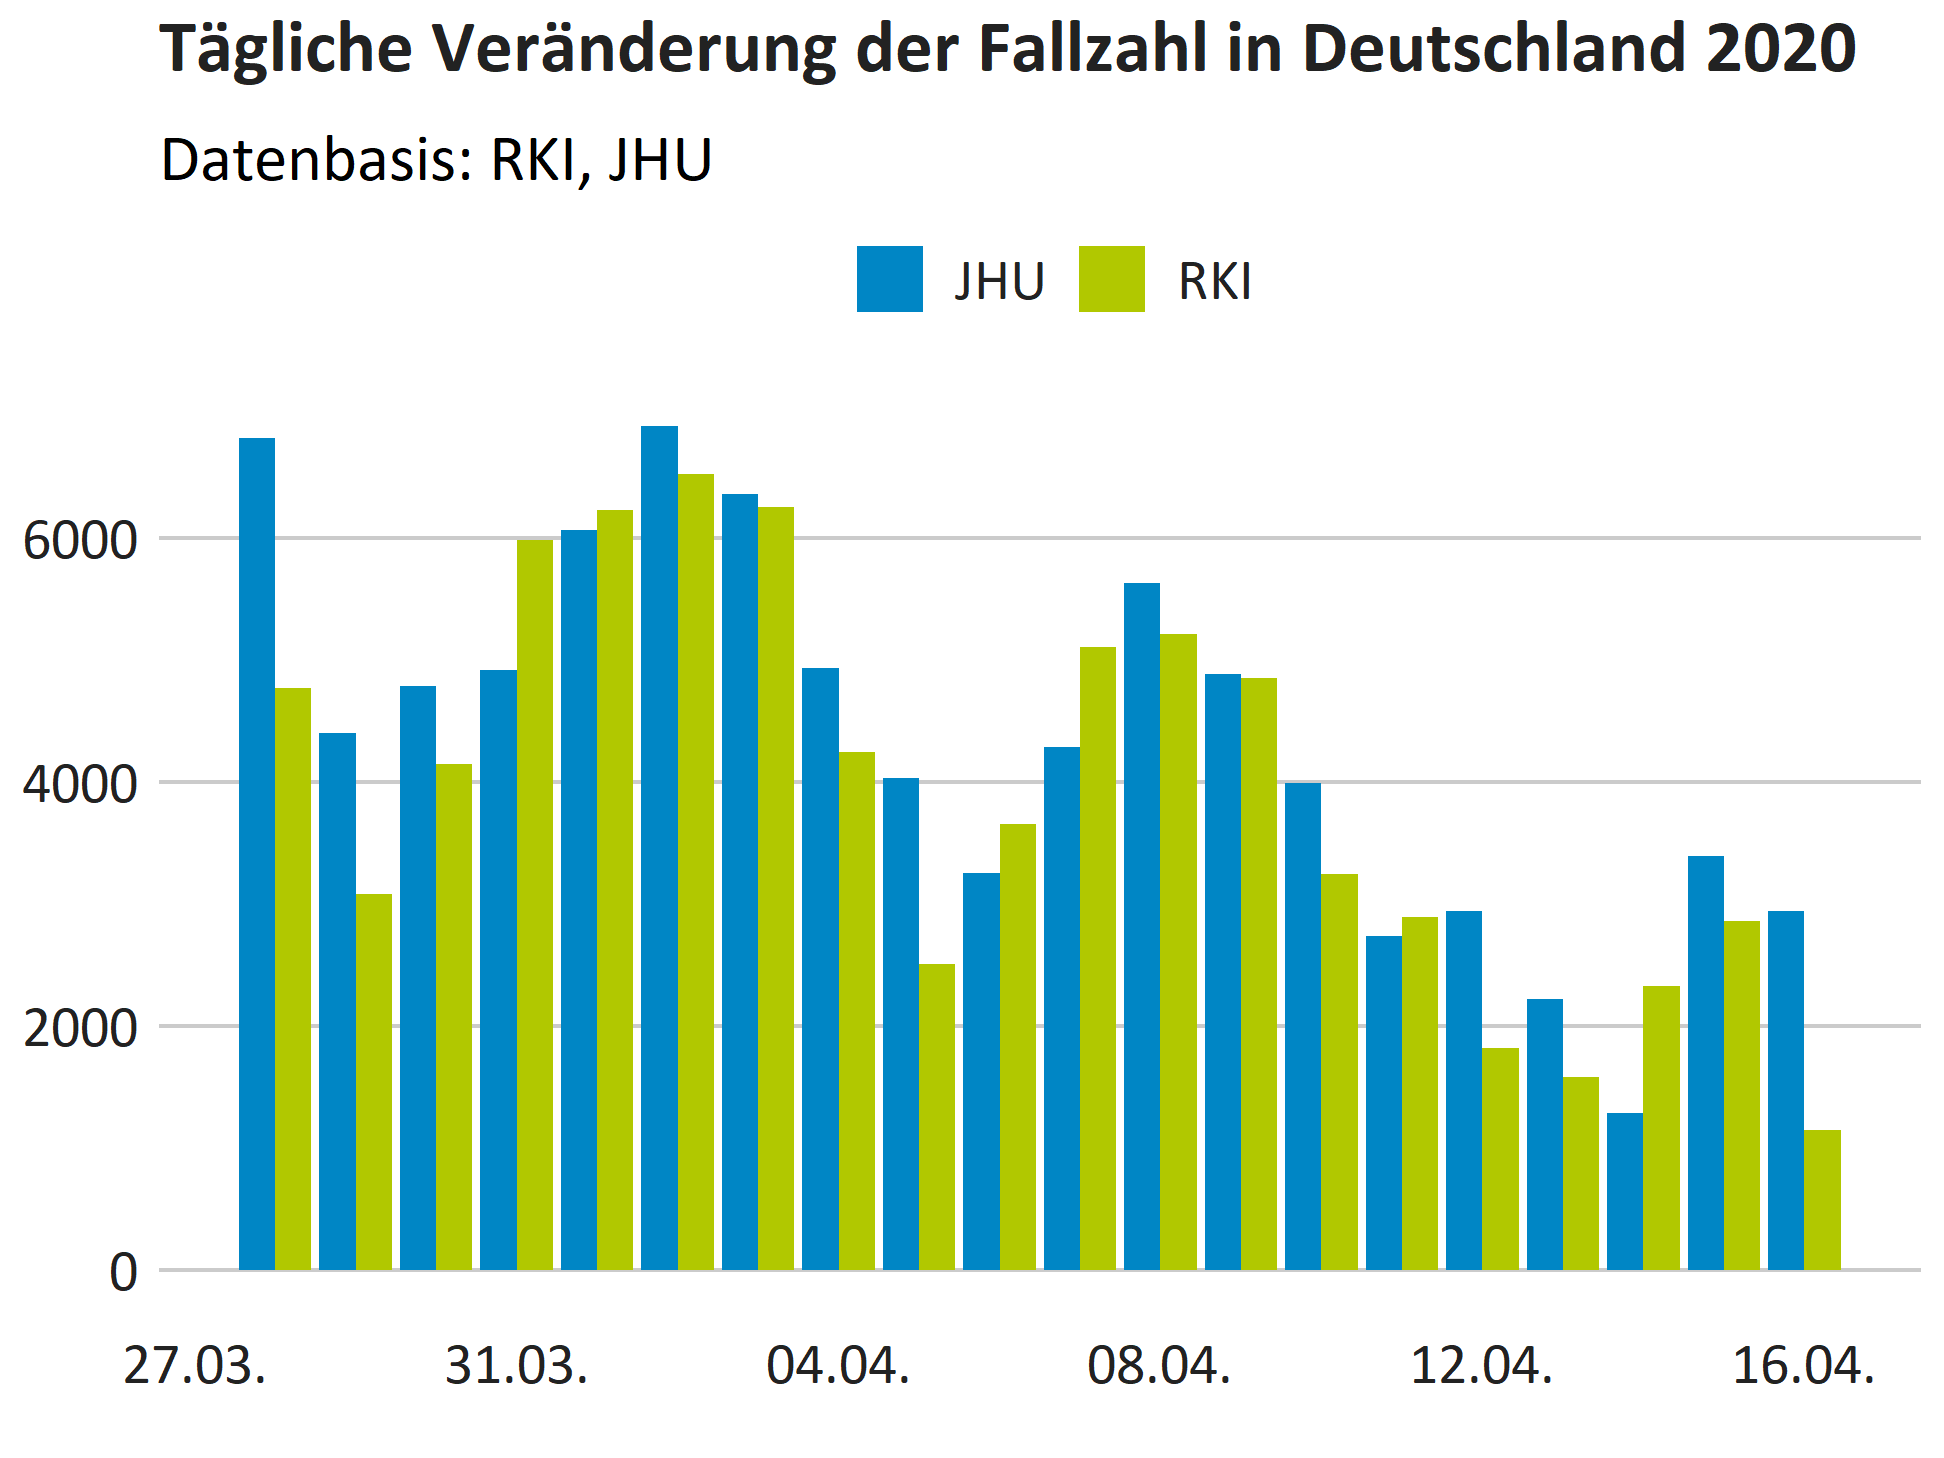 Tägliche Veränderung der Fallzahl in Deutschland 2020
Datenbasis: RKI, JHU
JHU RKI
6000
4000
2000
0
27.03. 31.03. 04.04. 08.04. 12.04. 16.04.